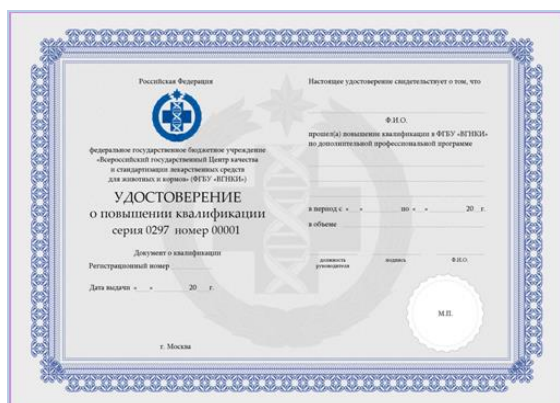 Российская Федерация
федеральное государственное бюджетное учреждение
«Всероссийский государственный Центр качества
и стандартизации лекарственных средств
для животных и кормов» (ФГБУ «ВГНКИ»)
УДОСТОВЕРЕНИЕ
о повышении квалификации
серия 0297 номер 00001
Документ о квалификации
Регистрационный номер
Дата выдачи « » 20 г.
г. Москва
Настоящее удостоверение свидетельствует о том, что
Ф.И.О.
прошел(а) повышение квалификации в ФГБУ «ВГНКИ»
по дополнительной профессиональной программе
в период с « » по « » 20 г.
в объеме
должность руководителя подпись Ф.И.О.
М.П.